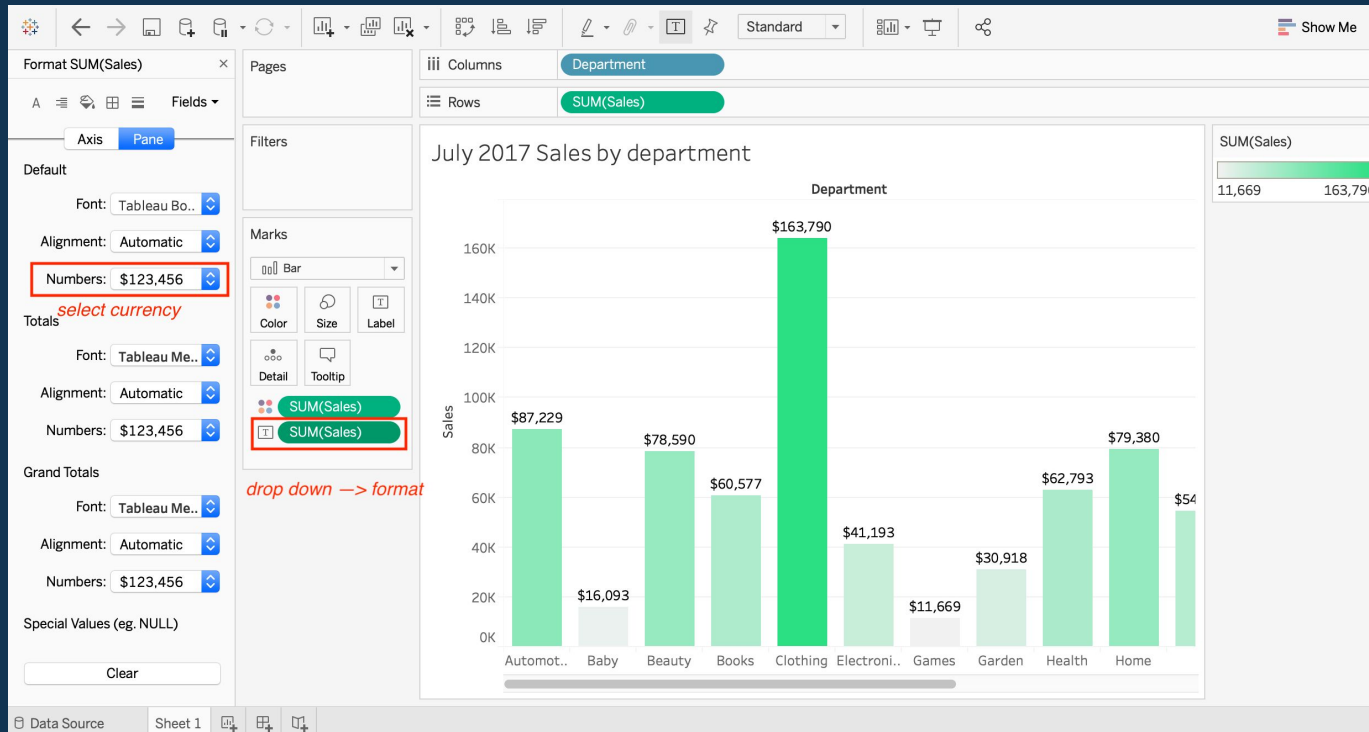 Standard
Show Me
Format SUM(Sales) ×
A Fields
Axis Pane
Default
Font: Tableau Bo..
Alignment: Automatic
Numbers: $123,456
select currency
Totals
Font: Tableau Me..
Alignment: Automatic
Numbers: $123,456
Grand Totals
Font: Tableau Me..
Alignment: Automatic
Numbers: $123,456
Special Values (eg. NULL)
Clear
Pages
Filters
Marks
Bar
Color Size Label
Detail Tooltip
SUM(Sales)
T SUM(Sales)
drop down —> format
iii Columns Department
Rows SUM(Sales)
July 2017 Sales by department
Department
Sales
160K
140K
120K
100K
80K
60K
40K
20K
0K
$87,229
$16,093
$78,590
$60,577
$163,790
$41,193
$11,669
$30,918
$62,793
$79,380
$54
Automot.. Baby Beauty Books Clothing Electroni.. Games Garden Health Home
SUM(Sales)
11,669 163,790
Data Source Sheet 1